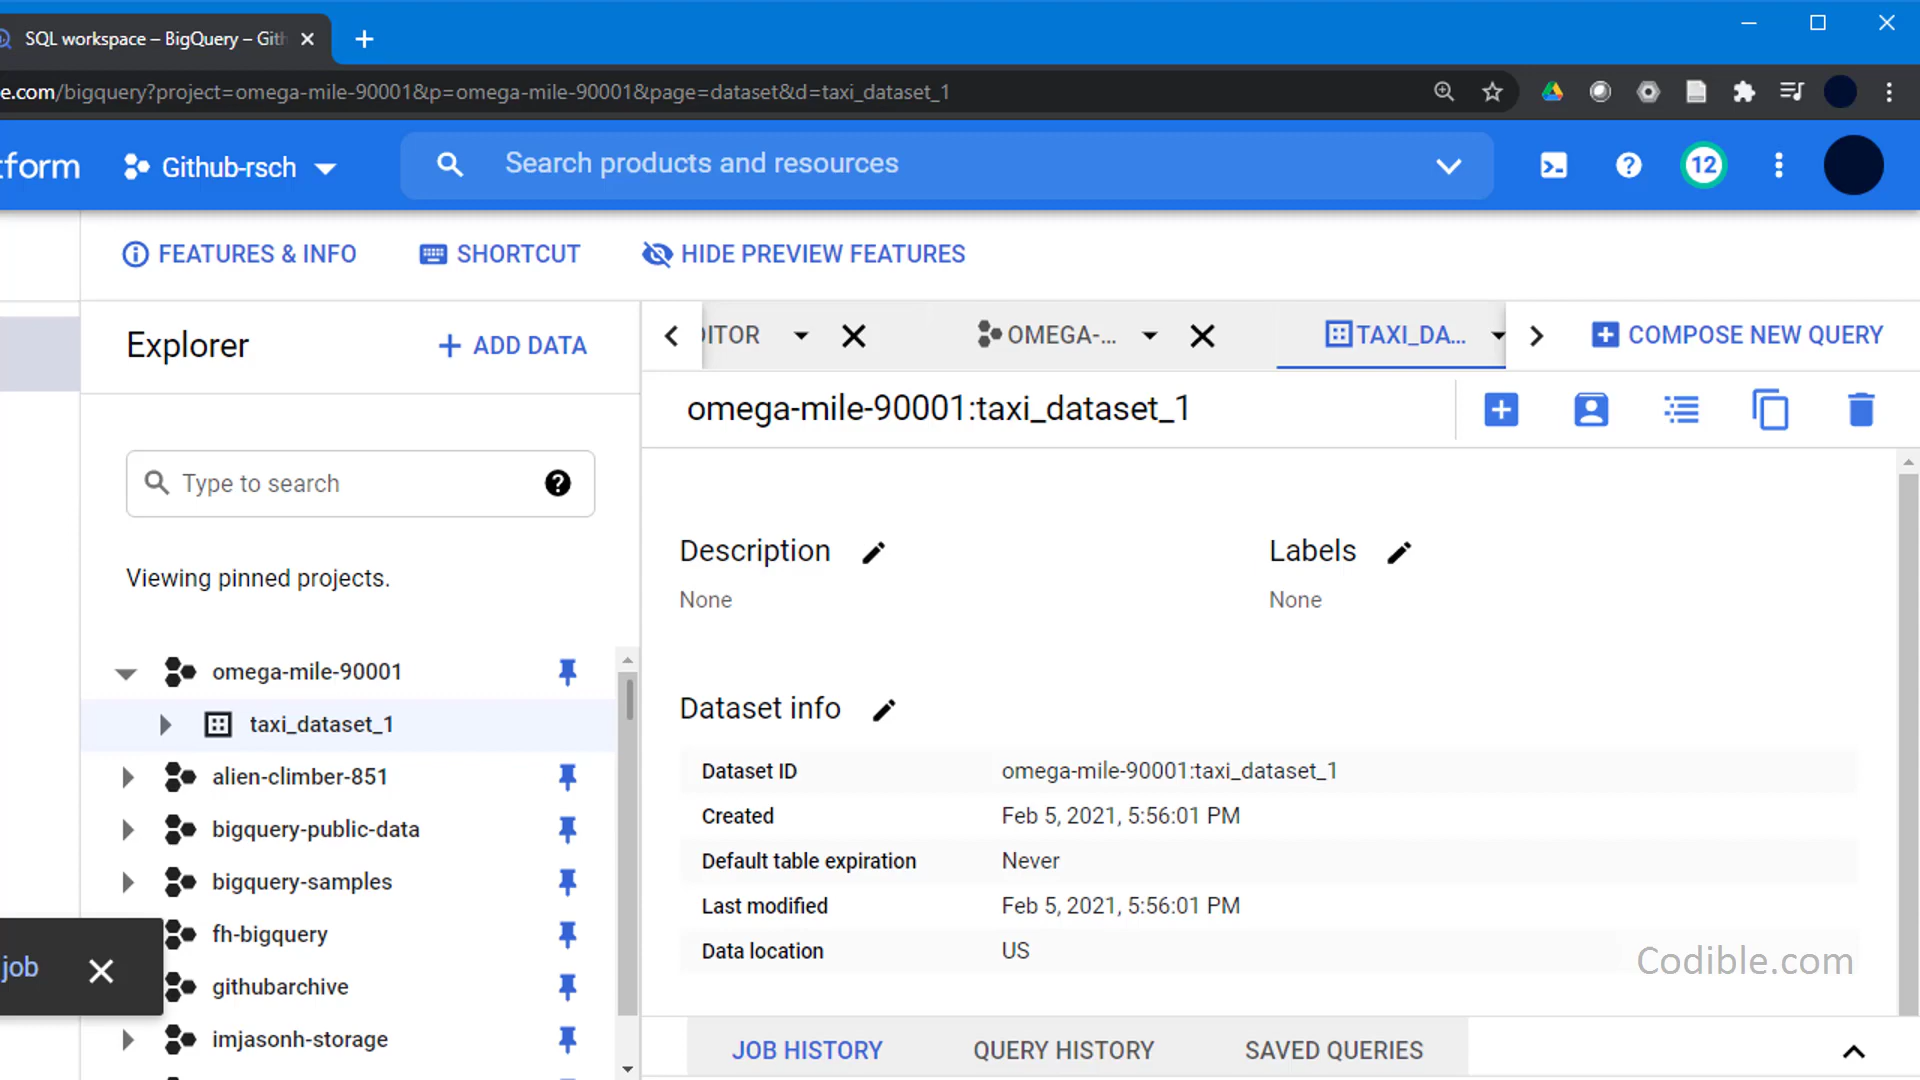 SQL workspace – BigQuery – Gith
e.com/bigquery?project=omega-mile-90001&p=omega-mile-90001&page=dataset&d=taxi_dataset_1
tform
Github-rsch
Search products and resources
12
FEATURES & INFO
SHORTCUT
HIDE PREVIEW FEATURES
Explorer
+ ADD DATA
DITOR
OMEGA-...
TAXI_DA...
COMPOSE NEW QUERY
omega-mile-90001:taxi_dataset_1
Type to search
Viewing pinned projects.
omega-mile-90001
taxi_dataset_1
alien-climber-851
bigquery-public-data
bigquery-samples
fh-bigquery
githubarchive
imjasonh-storage
job
Description
None
Labels
None
Dataset info
Dataset ID omega-mile-90001:taxi_dataset_1
Created Feb 5, 2021, 5:56:01 PM
Default table expiration Never
Last modified Feb 5, 2021, 5:56:01 PM
Data location US
Codible.com
JOB HISTORY
QUERY HISTORY
SAVED QUERIES